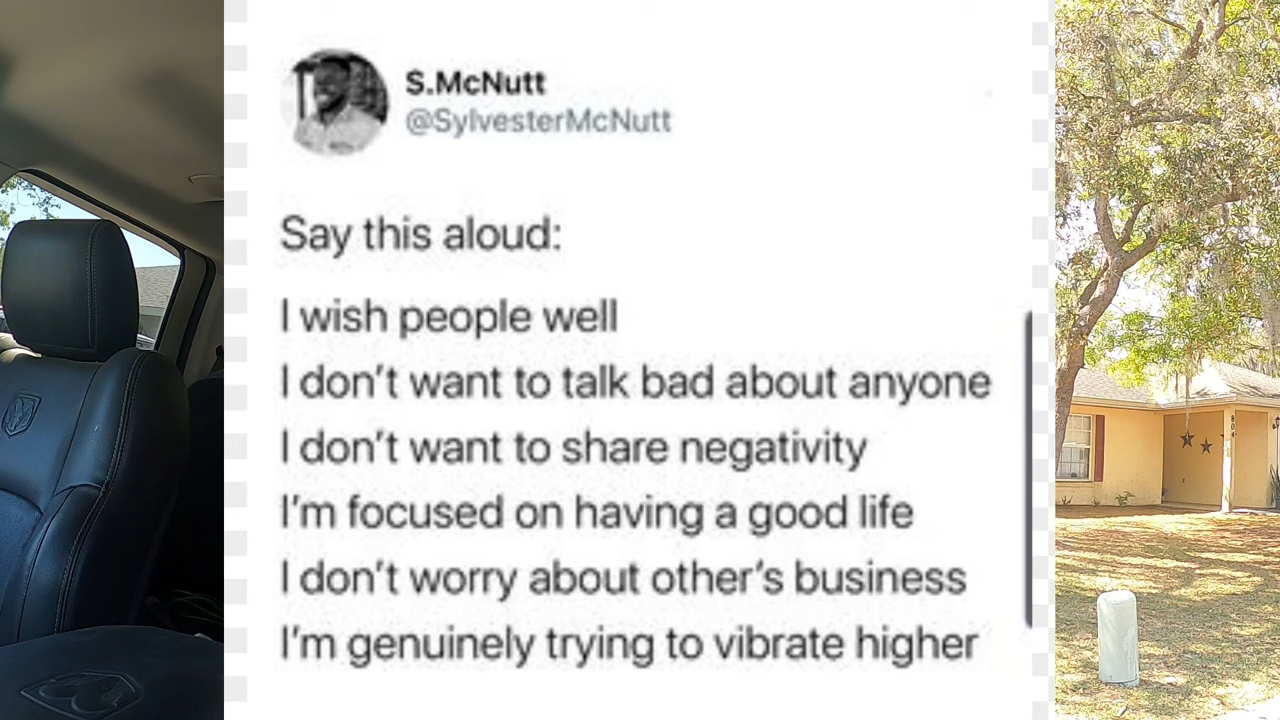 S.McNutt
@SylvesterMcNutt
Say this aloud:
I wish people well
I don't want to talk bad about anyone
I don't want to share negativity
I'm focused on having a good life
I don't worry about other's business
I'm genuinely trying to vibrate higher
804